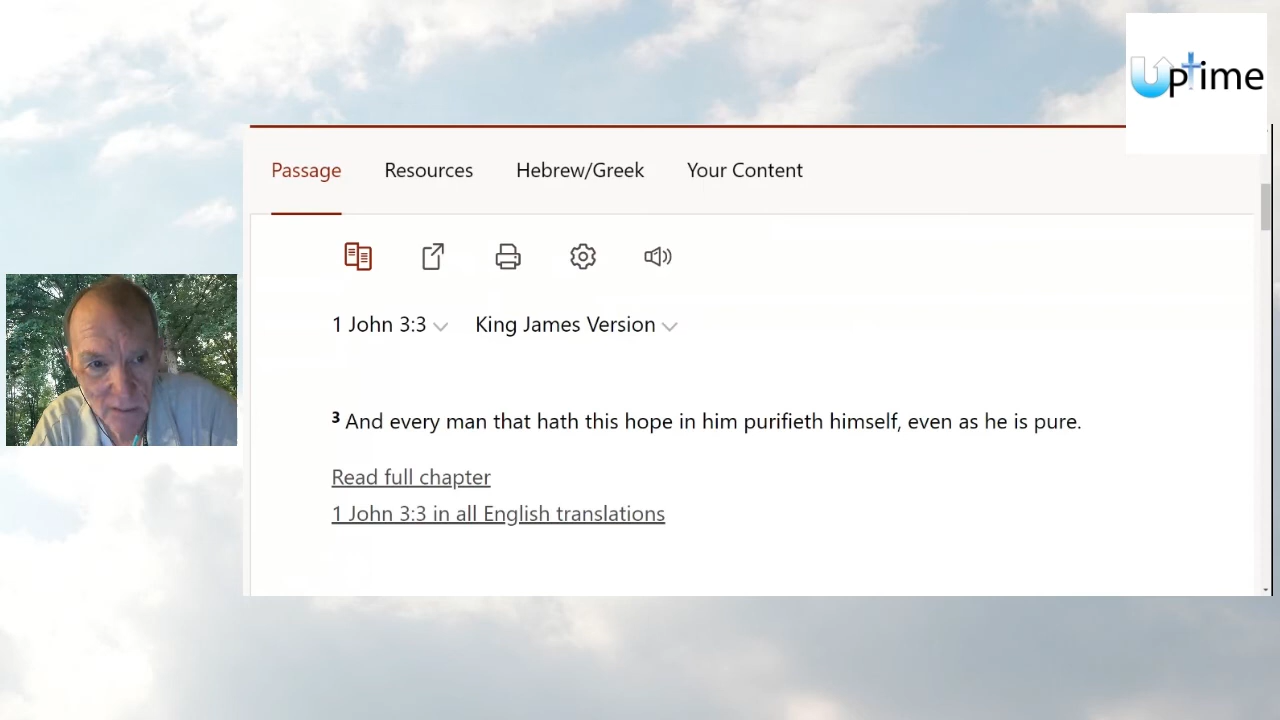 Uptime
Passage Resources Hebrew/Greek Your Content
1 John 3:3 King James Version
3 And every man that hath this hope in him purifieth himself, even as he is pure.
Read full chapter
1 John 3:3 in all English translations